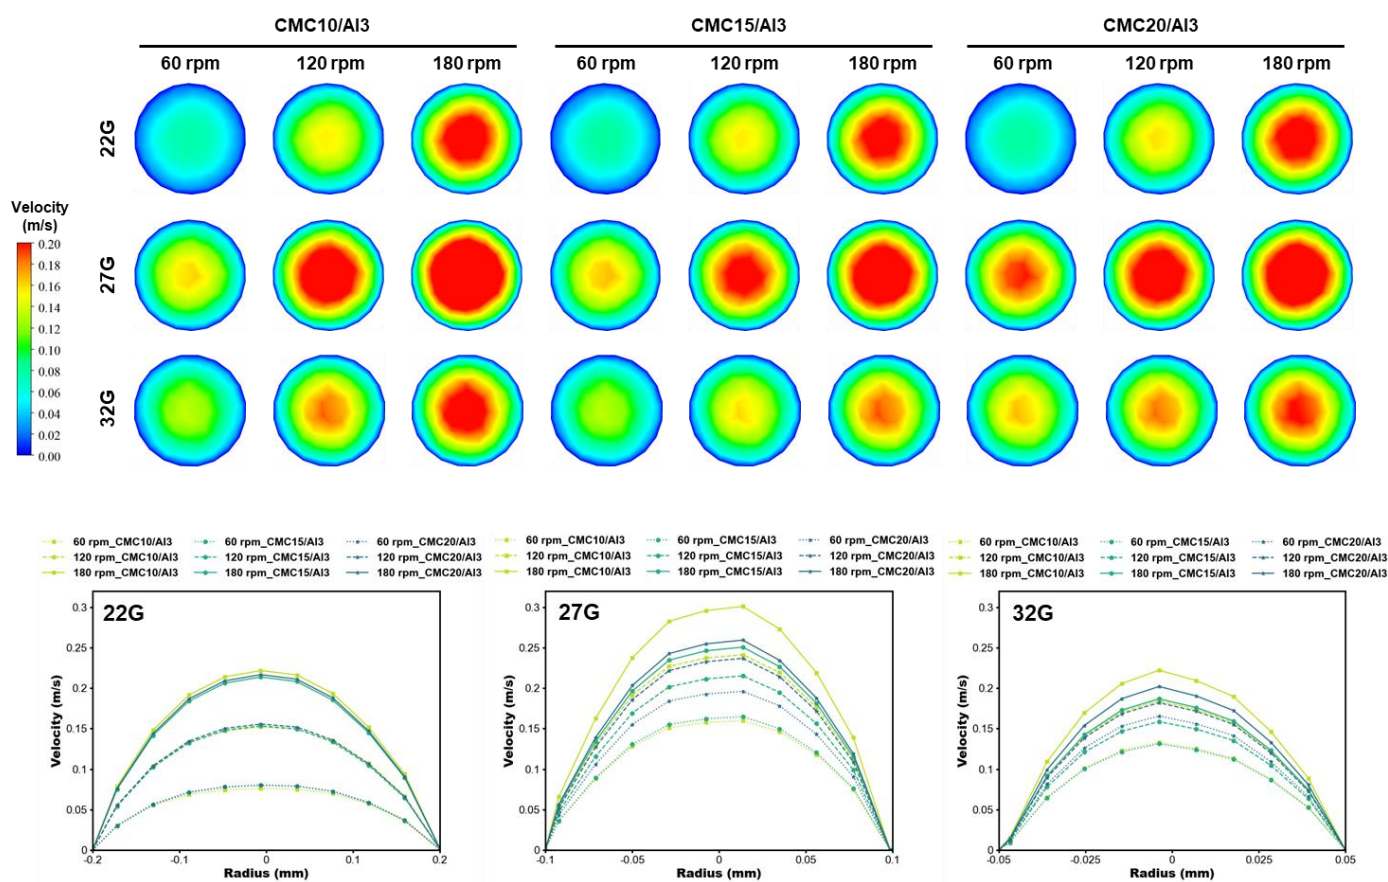 CMC10/Al3 CMC15/Al3 CMC20/Al3
60 rpm 120 rpm 180 rpm 60 rpm 120 rpm 180 rpm 60 rpm 120 rpm 180 rpm
22G
27G
32G
Velocity
(m/s)
0.20
0.18
0.16
0.14
0.12
0.10
0.08
0.06
0.04
0.02
0.00
60 rpm_CMC10/Al3 60 rpm_CMC15/Al3 60 rpm_CMC20/Al3
120 rpm_CMC10/Al3 120 rpm_CMC15/Al3 120 rpm_CMC20/Al3
180 rpm_CMC10/Al3 180 rpm_CMC15/Al3 180 rpm_CMC20/Al3
22G
Velocity (m/s)
0.3
0.25
0.2
0.15
0.1
0.05
0
-0.2 -0.1 0 0.1 0.2
Radius (mm)
60 rpm_CMC10/Al3 60 rpm_CMC15/Al3 60 rpm_CMC20/Al3
120 rpm_CMC10/Al3 120 rpm_CMC15/Al3 120 rpm_CMC20/Al3
180 rpm_CMC10/Al3 180 rpm_CMC15/Al3 180 rpm_CMC20/Al3
27G
Velocity (m/s)
0.3
0.25
0.2
0.15
0.1
0.05
0
-0.1 -0.05 0 0.05 0.1
Radius (mm)
60 rpm_CMC10/Al3 60 rpm_CMC15/Al3 60 rpm_CMC20/Al3
120 rpm_CMC10/Al3 120 rpm_CMC15/Al3 120 rpm_CMC20/Al3
180 rpm_CMC10/Al3 180 rpm_CMC15/Al3 180 rpm_CMC20/Al3
32G
Velocity (m/s)
0.3
0.25
0.2
0.15
0.1
0.05
0
-0.05 -0.025 0 0.025 0.05
Radius (mm)